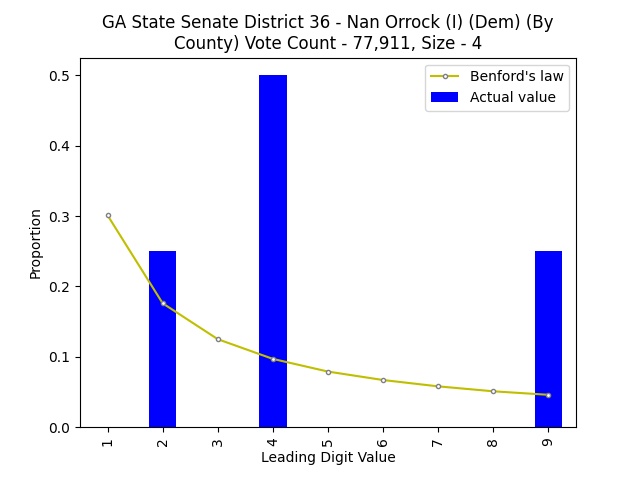 GA State Senate District 36 - Nan Orrock (I) (Dem) (By
County) Vote Count - 77,911, Size - 4
Benford's law
Actual value
0.5
0.4
0.3
0.2
0.1
0.0
Proportion
1 2 3 4 5 6 7 8 9
Leading Digit Value